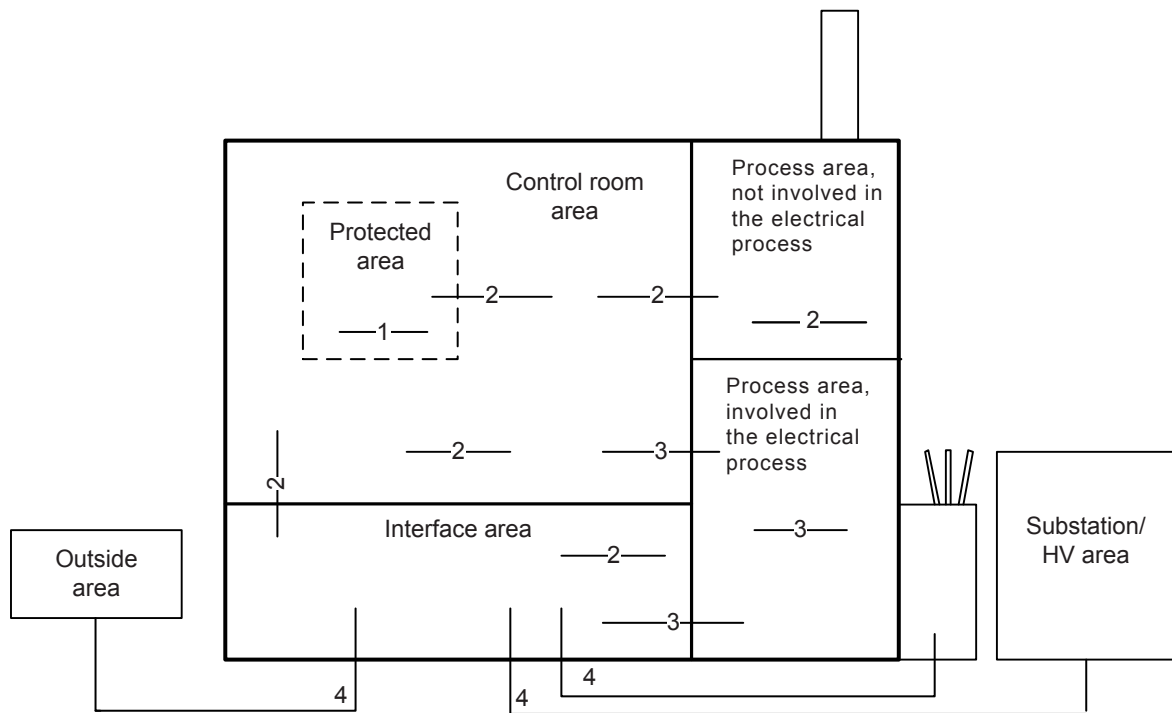 Control room
area
Process area,
not involved in
the electrical
process
Protected
area
2
2
1
2
Process area,
involved in
the electrical
process
2
3
2
Interface area
3
2
3
Outside
area
Substation/
HV area
4
4
4